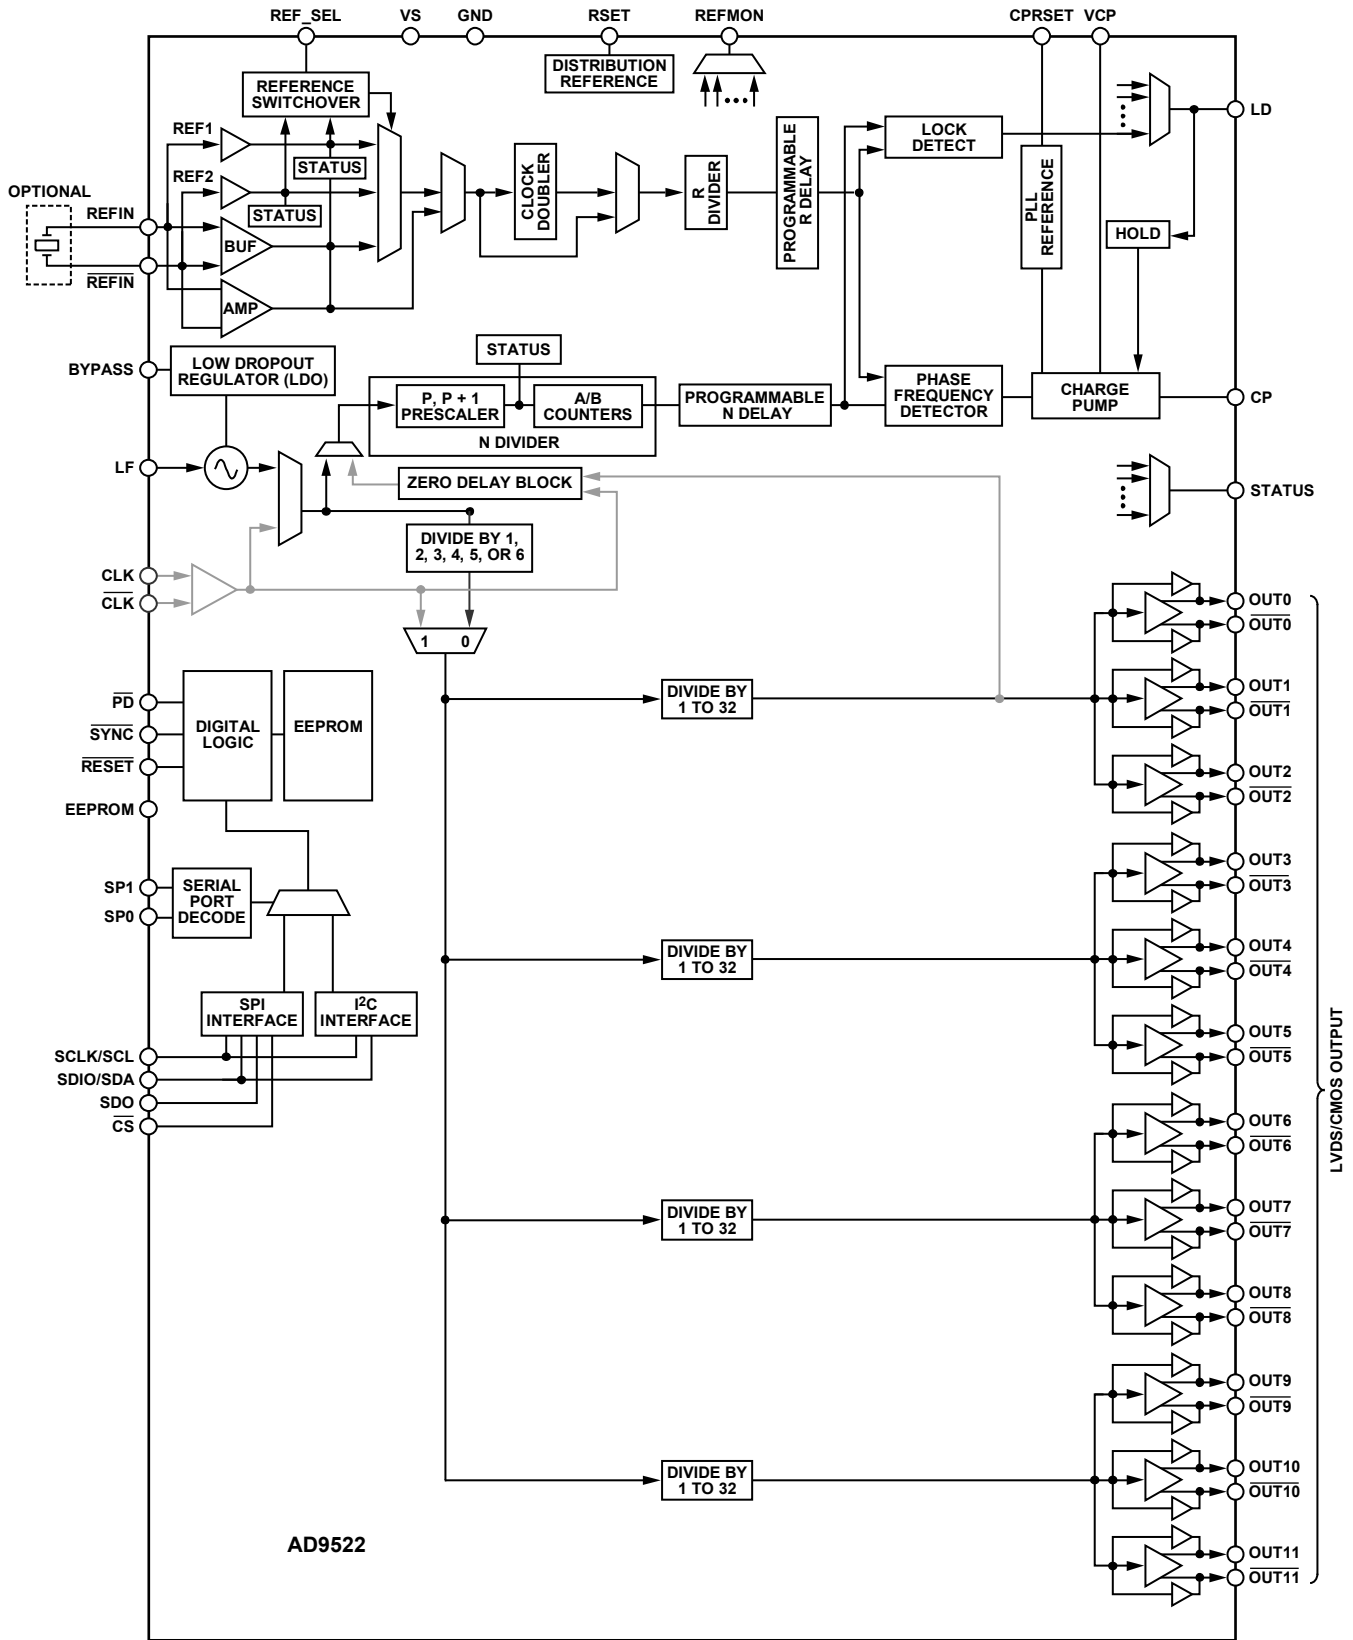 REF_SEL
VS
GND
RSET
REFMON
CPRSET
VCP
DISTRIBUTION
REFERENCE
REFERENCE
SWITCHOVER
LD
REF1
STATUS
REF2
STATUS
CLOCK
DOUBLER
R
DIVIDER
PROGRAMMABLE
R DELAY
LOCK
DETECT
PLL
REFERENCE
HOLD
OPTIONAL
REFIN
REFIN
BUF
AMP
BYPASS
LOW DROPOUT
REGULATOR (LDO)
STATUS
P, P + 1
PRESCALER
A/B
COUNTERS
N DIVIDER
PROGRAMMABLE
N DELAY
PHASE
FREQUENCY
DETECTOR
CHARGE
PUMP
CP
LF
ZERO DELAY BLOCK
STATUS
DIVIDE BY 1,
2, 3, 4, 5, OR 6
CLK
CLK
1 0
PD
SYNC
RESET
EEPROM
DIGITAL
LOGIC
EEPROM
SP1
SP0
SERIAL
PORT
DECODE
SPI
INTERFACE
I2C
INTERFACE
SCLK/SCL
SDIO/SDA
SDO
CS
DIVIDE BY
1 TO 32
DIVIDE BY
1 TO 32
DIVIDE BY
1 TO 32
DIVIDE BY
1 TO 32
OUT0
OUT0
OUT1
OUT1
OUT2
OUT2
OUT3
OUT3
OUT4
OUT4
OUT5
OUT5
OUT6
OUT6
OUT7
OUT7
OUT8
OUT8
OUT9
OUT9
OUT10
OUT10
OUT11
OUT11
LVDS/CMOS OUTPUT
AD9522